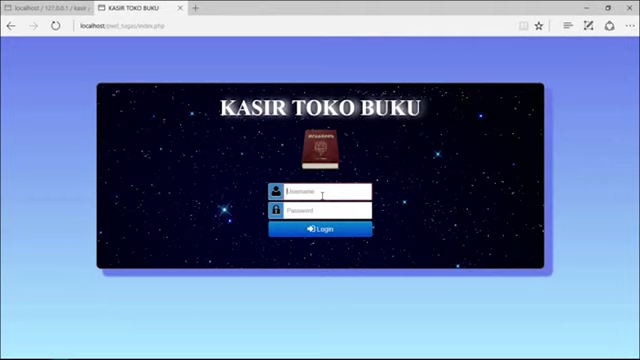 localhost / 127.0.0.1 / kasir
KASIR TOKO BUKU
localhost/pwd_tugas/index.php
KASIR TOKO BUKU
Username
Password
Login